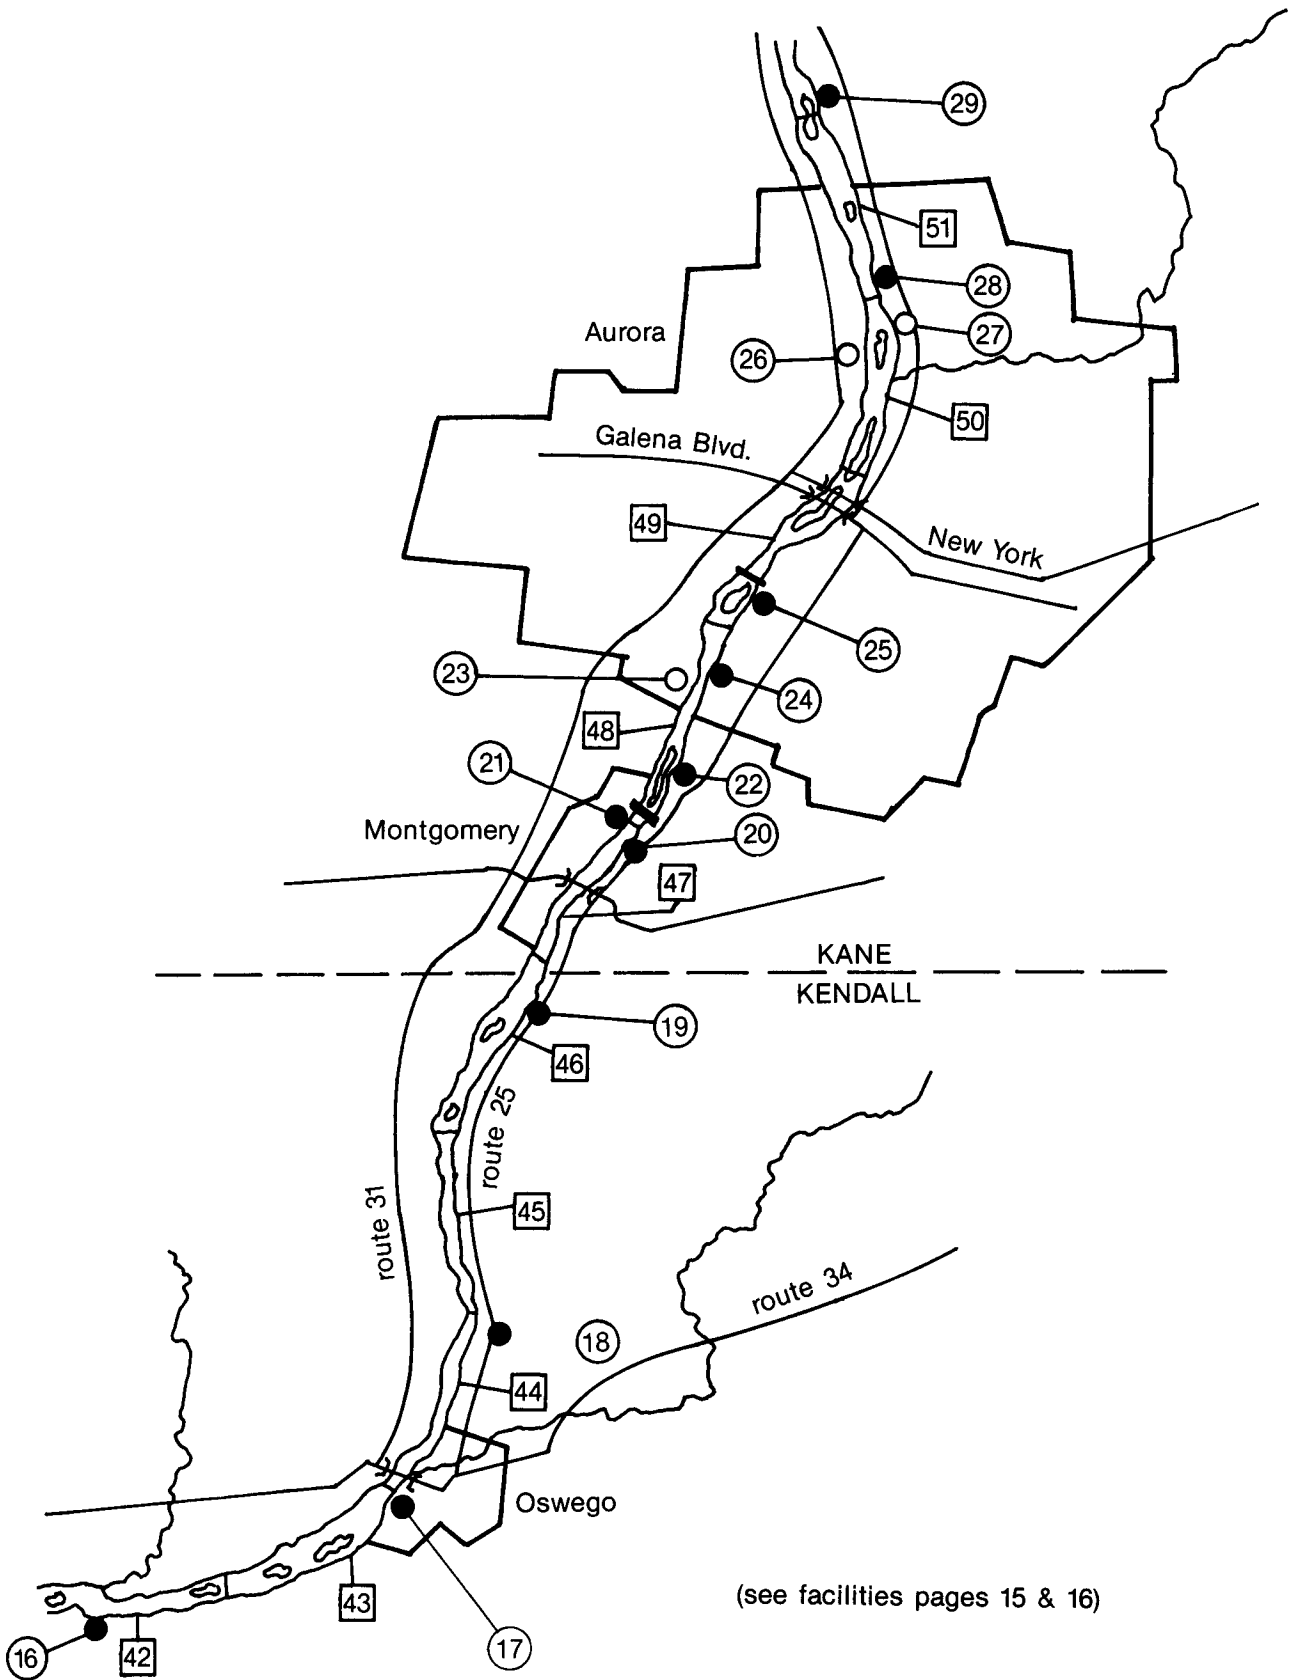 29
51
28
27
Aurora
26
50
Galena Blvd.
49
New York
25
23
24
48
21
22
Montgomery
20
47
KANE
KENDALL
19
46
route 25
route 31
45
route 34
18
44
Oswego
43
(see facilities pages 15 & 16)
16
42
17